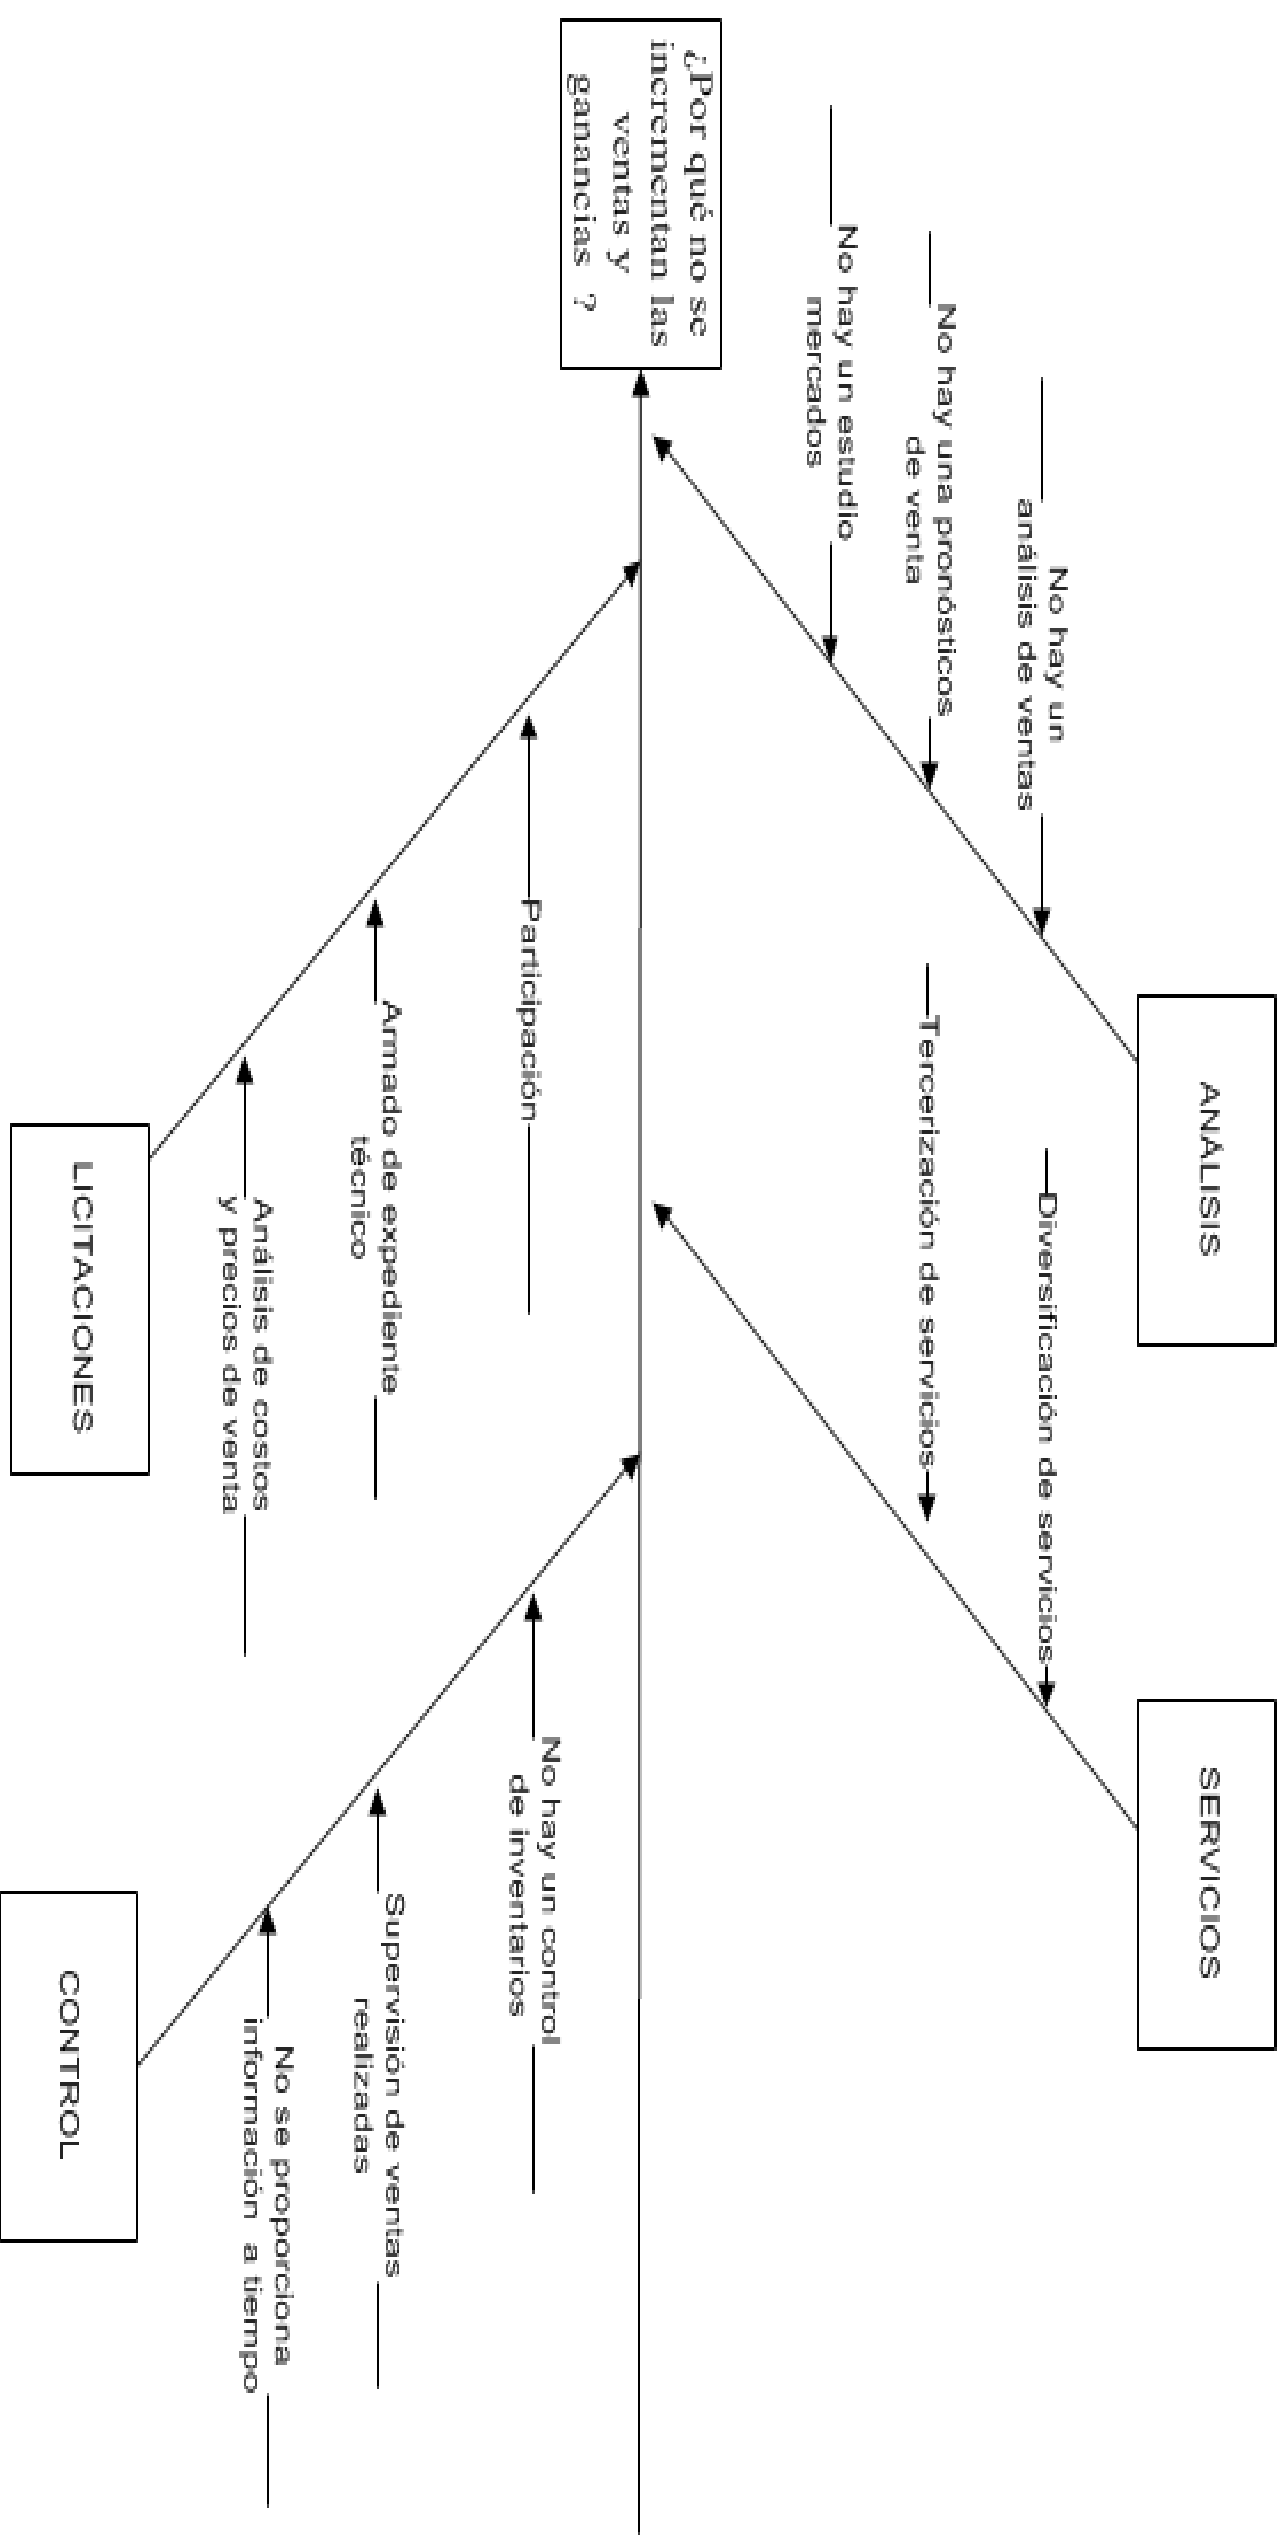 ¿Por qué no se
incrementan las
ventas y
ganancias ?
ANÁLISIS
No hay un
análisis de ventas
No hay una pronósticos
de venta
No hay un estudio
mercados
SERVICIOS
Diversificación de servicios
Tercerización de servicios
LICITACIONES
Participación
Armado de expediente
técnico
Análisis de costos
y precios de venta
CONTROL
No hay un control
de inventarios
Supervisión de ventas
realizadas
No se proporciona
información a tiempo